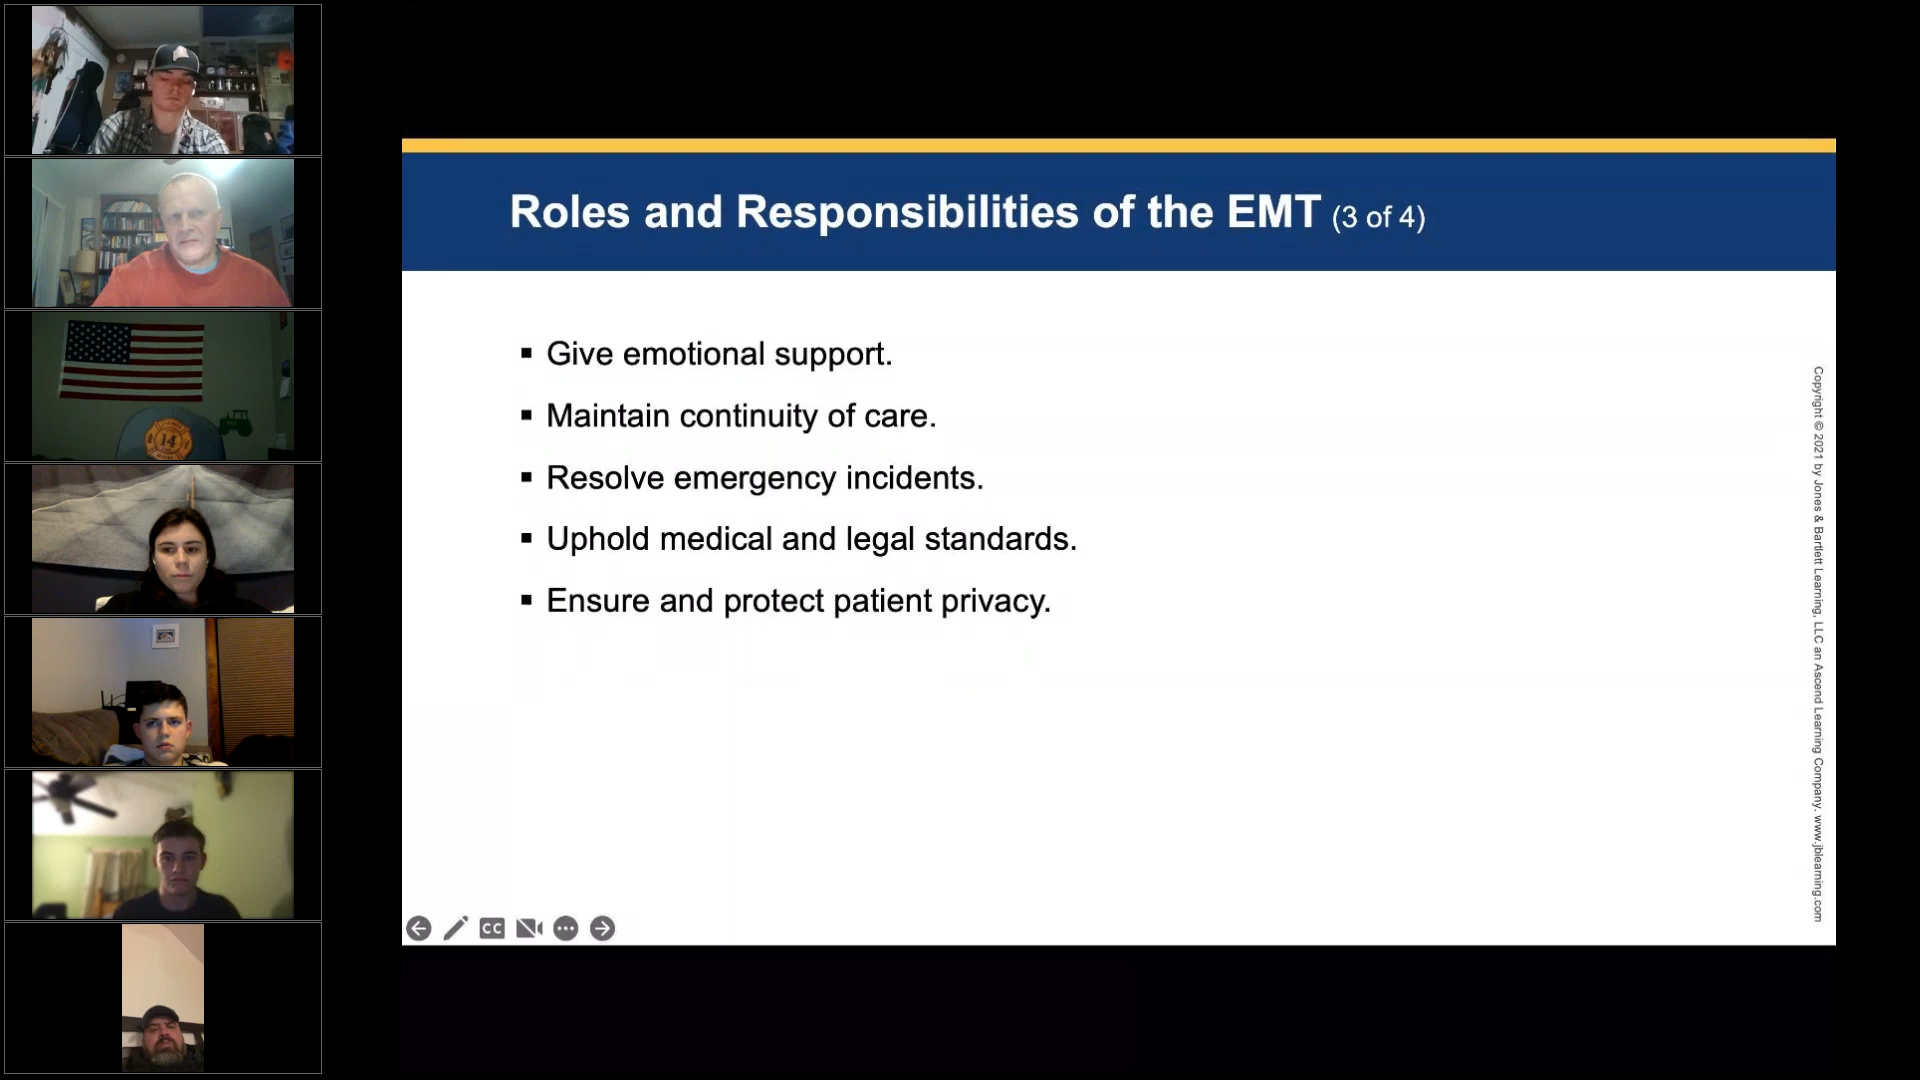 Roles and Responsibilities of the EMT (3 of 4)
▪ Give emotional support.
▪ Maintain continuity of care.
▪ Resolve emergency incidents.
▪ Uphold medical and legal standards.
▪ Ensure and protect patient privacy.
Copyright © 2021 by Jones & Bartlett Learning, LLC an Ascend Learning Company. www.jblearning.com
CC
14